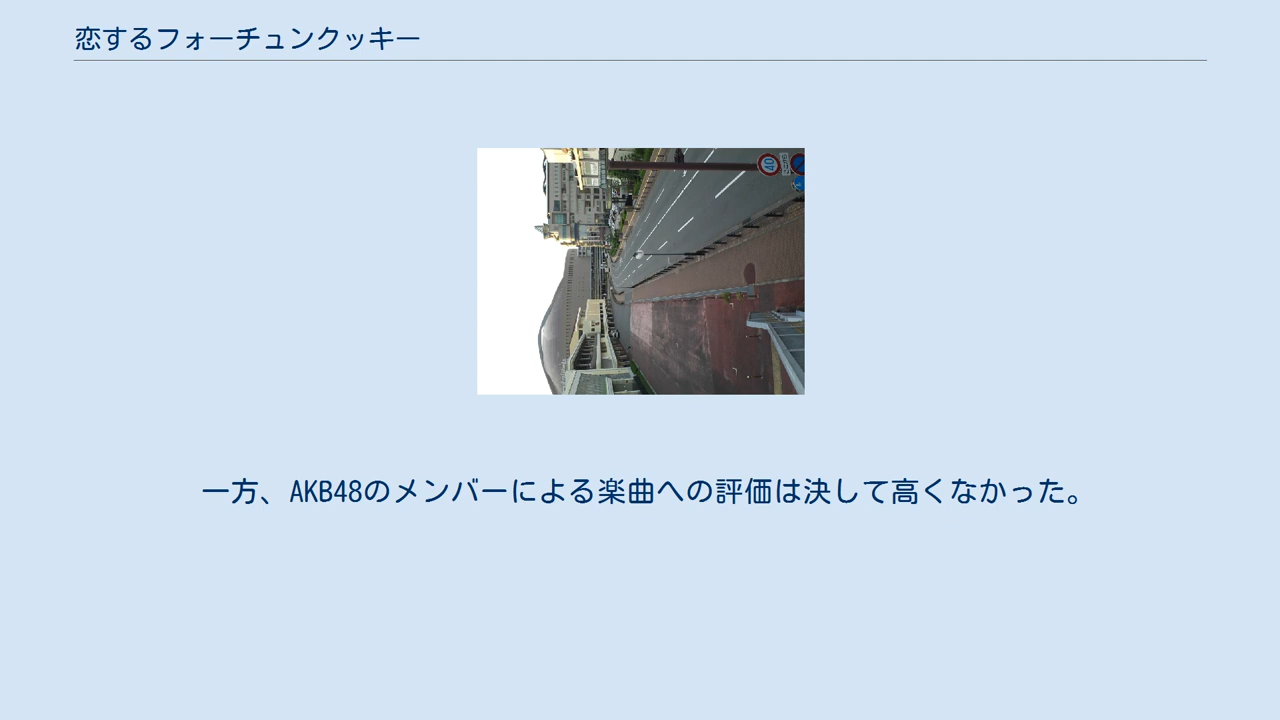 恋するフォーチュンクッキー
40
一方、AKB48のメンバーによる楽曲への評価は決して高くなかった。